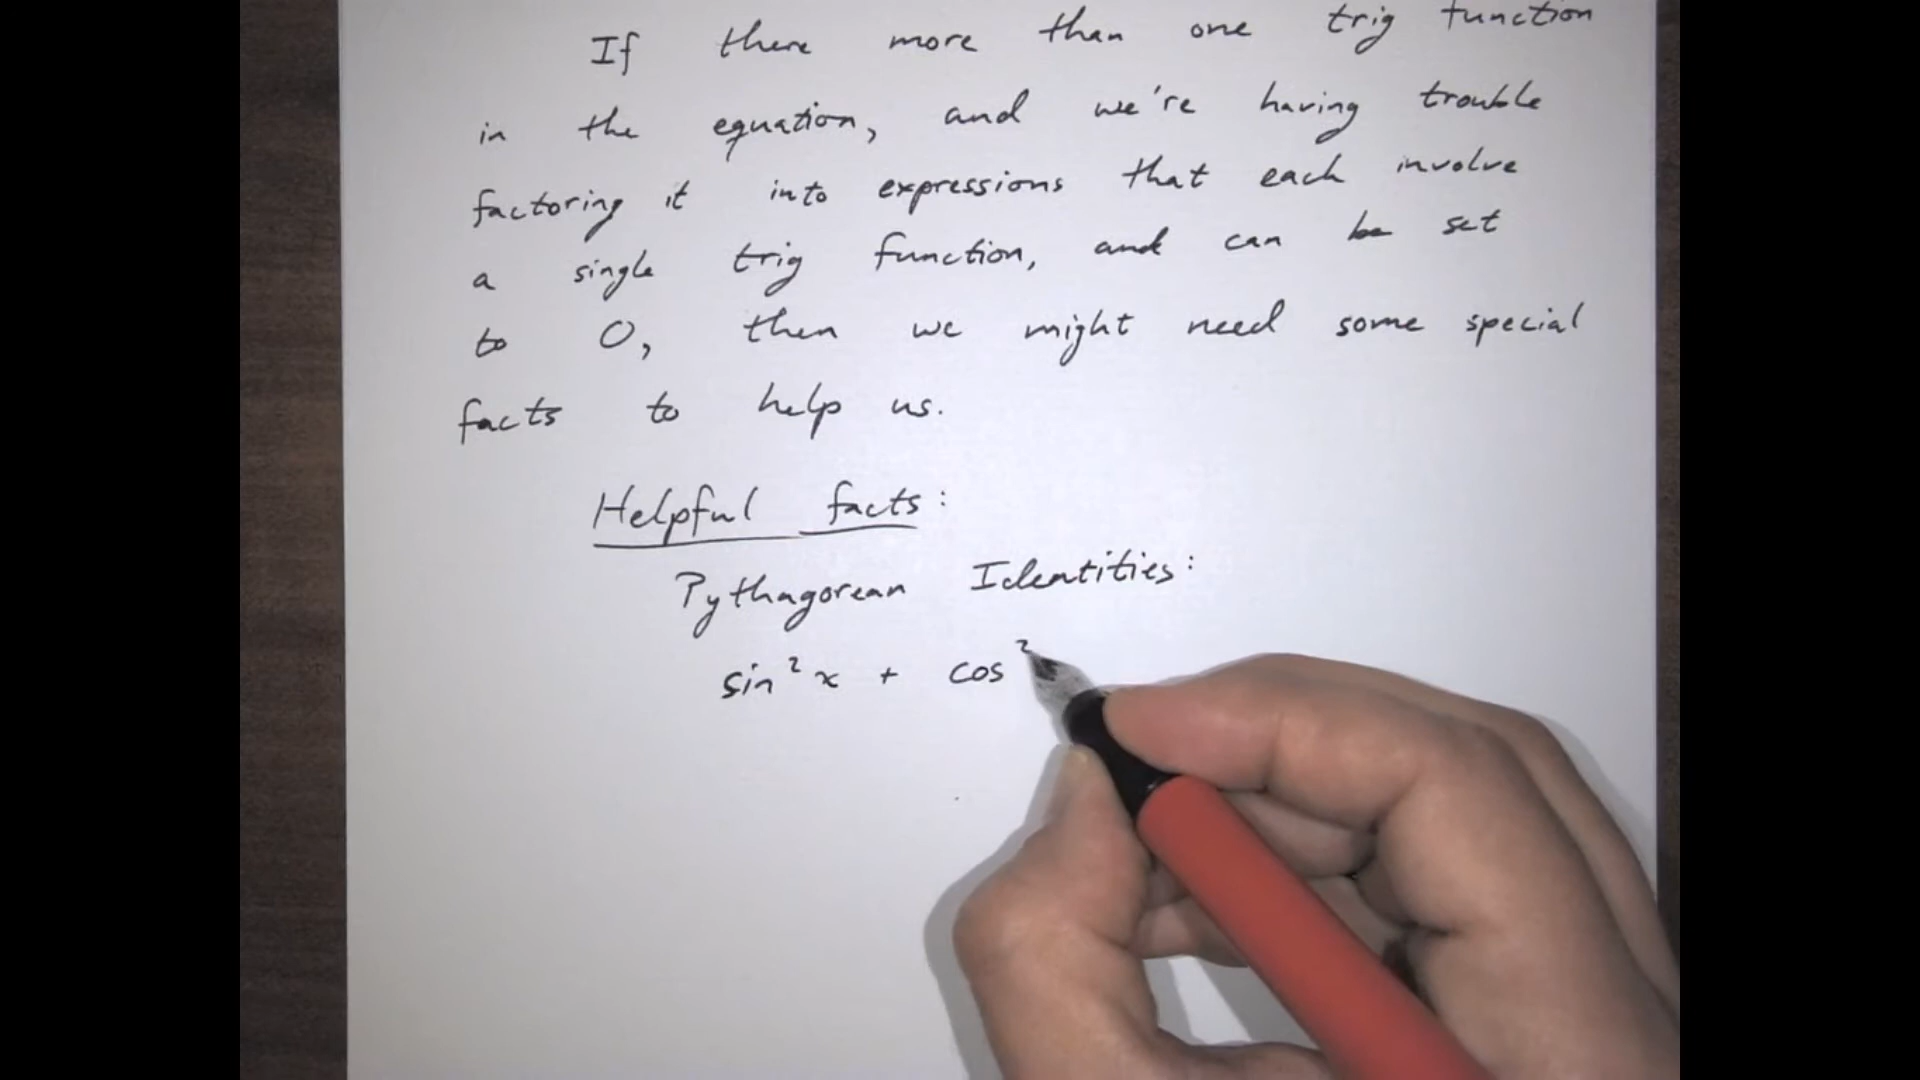 If there more than one trig function
in the equation, and we're having trouble
factoring it into expressions that each involve
a single trig function, and can be set
to 0, then we might need some special
facts to help us.
Helpful facts:
Pythagorean Identities:
sin² x + cos²